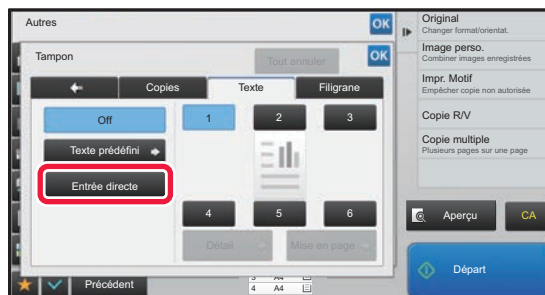 Autres
OK
Tampon
Tout annuler
OK
Copies
Texte
Filigrane
Off
Texte prédéfini
Entrée directe
1
2
3
4
5
6
Détail
Mise en page
Précédent
3 A4
4 A4
Original
Changer format/orientat.
Image perso.
Combiner images enregistrées
Impr. Motif
Empêcher copie non autorisée
Copie R/V
Copie multiple
Plusieurs pages sur une page
Aperçu
CA
Départ